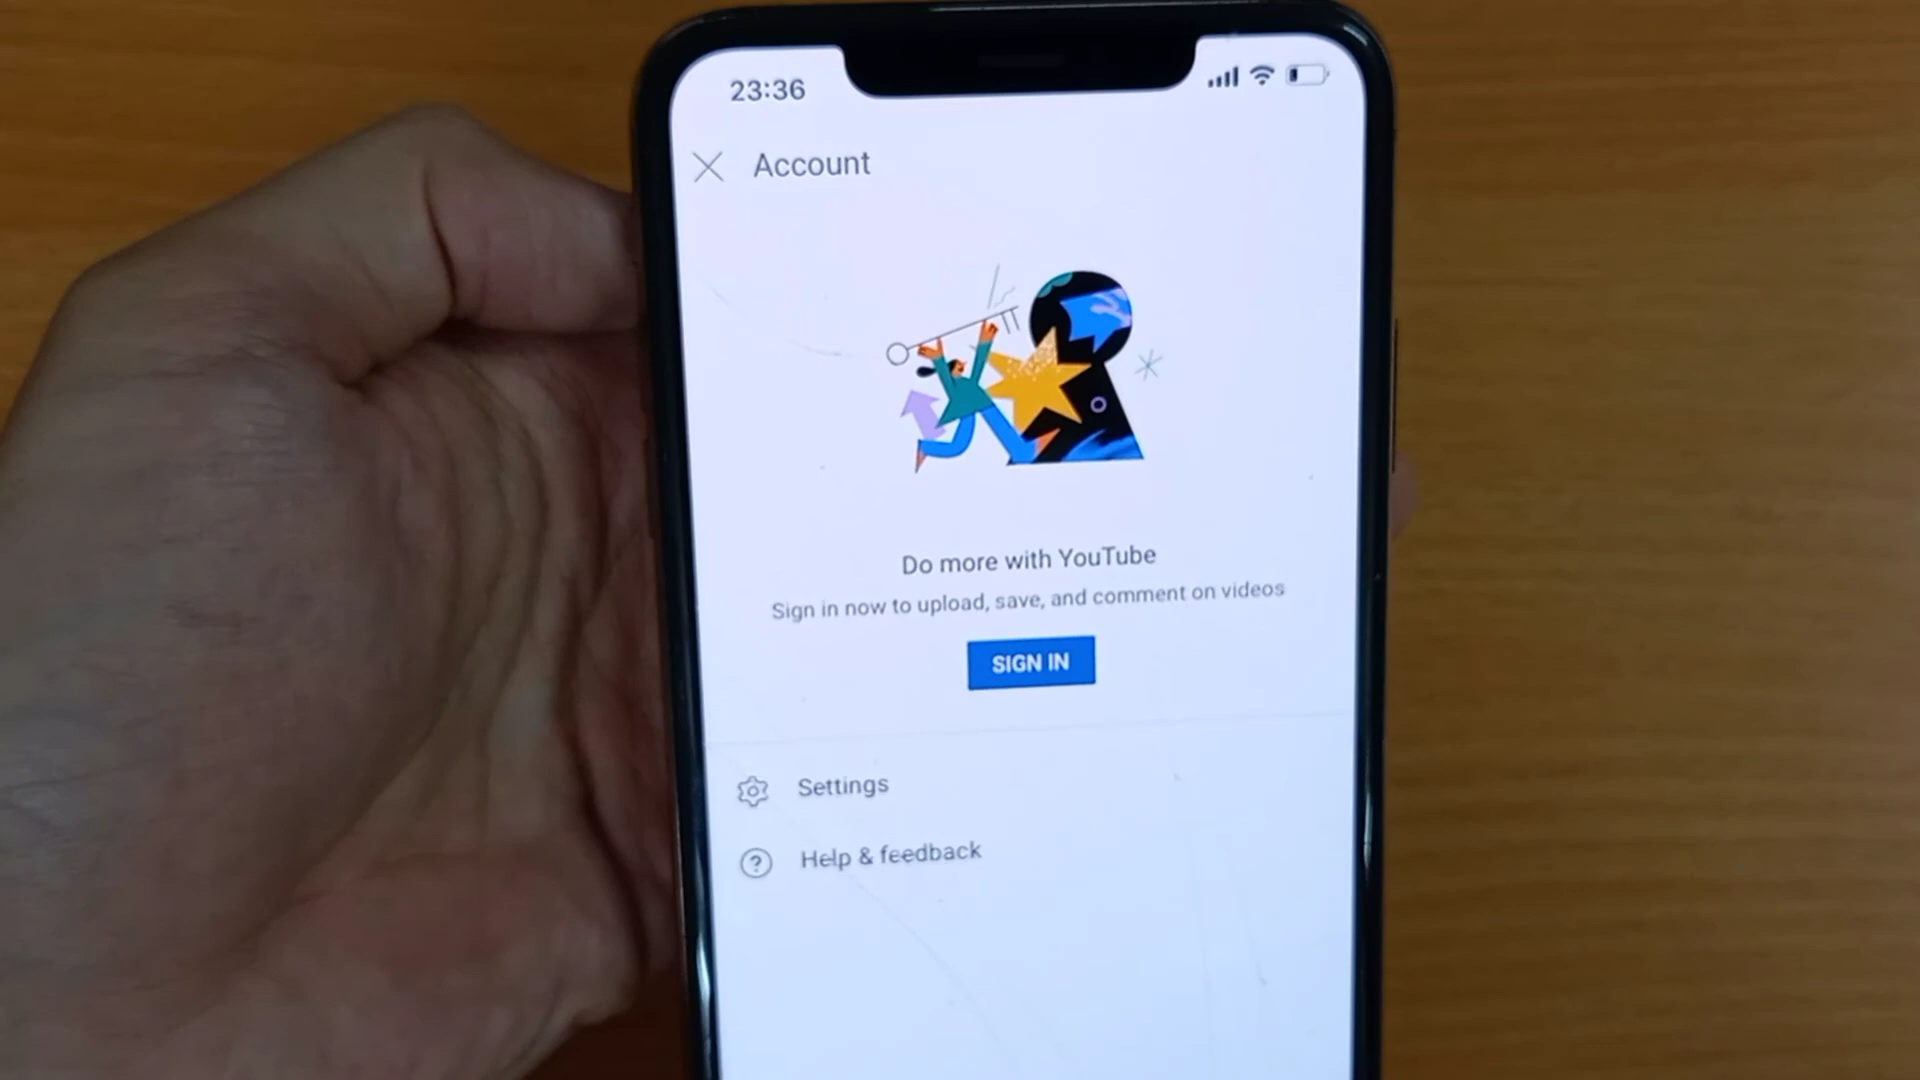 23:36
Account
Do more with YouTube
Sign in now to upload, save, and comment on videos
SIGN IN
Settings
Help & feedback